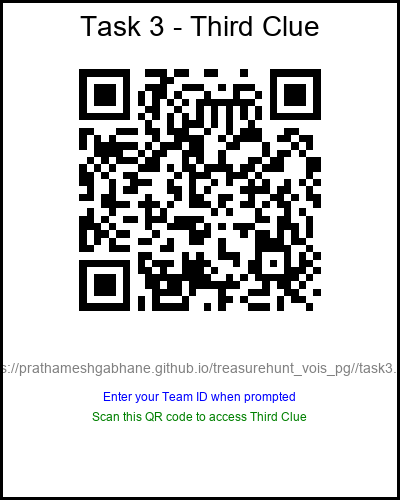 Task 3 - Third Clue
s://prathameshgabhane.github.io/treasurehunt_vois_pg//task3.
Enter your Team ID when prompted
Scan this QR code to access Third Clue